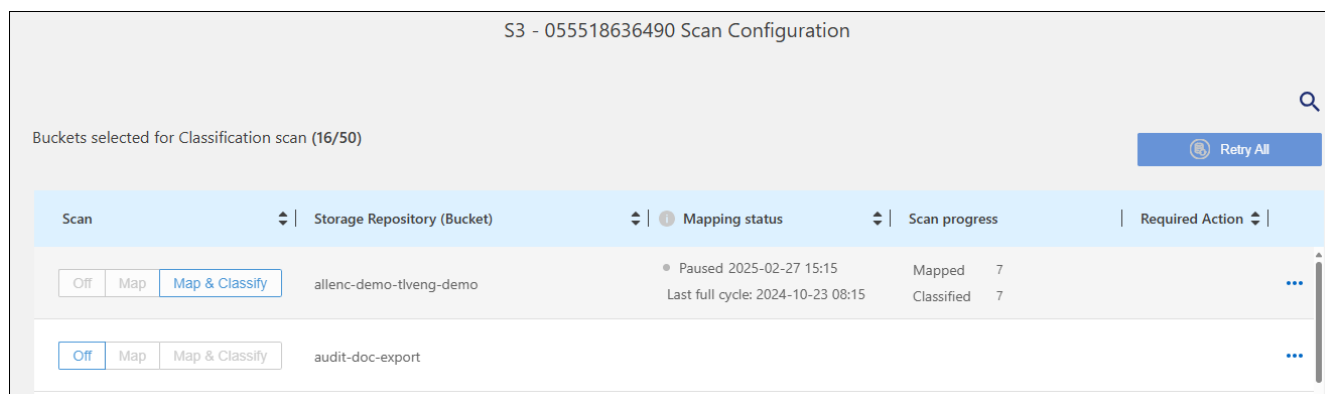 S3 - 055518636490 Scan Configuration
Buckets selected for Classification scan (16/50)
Retry All
Scan Storage Repository (Bucket) Mapping status Scan progress Required Action
Off Map Map & Classify allenc-demo-tlveng-demo Paused 2025-02-27 15:15 Mapped 7
Last full cycle: 2024-10-23 08:15 Classified 7
Off Map Map & Classify audit-doc-export